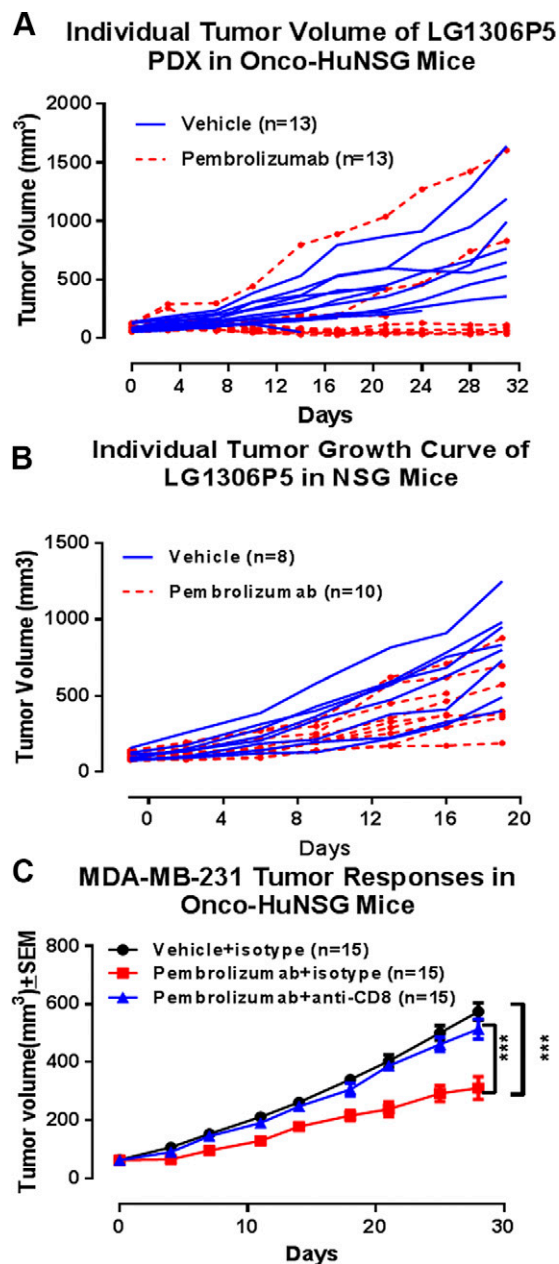 A
Individual Tumor Volume of LG1306P5
PDX in Onco-HuNSG Mice
2000
1500
1000
500
0
Tumor Volume (mm3)
Vehicle (n=13)
Pembrolizumab (n=13)
0 4 8 12 16 20 24 28 32
Days
B
Individual Tumor Growth Curve of
LG1306P5 in NSG Mice
1500
1000
500
0
Tumor Volume (mm3)
Vehicle (n=8)
Pembrolizumab (n=10)
0 4 8 12 16 20
Days
C
MDA-MB-231 Tumor Responses in
Onco-HuNSG Mice
800
600
400
200
0
Tumor volume(mm3)±SEM
Vehicle+isotype (n=15)
Pembrolizumab+isotype (n=15)
Pembrolizumab+anti-CD8 (n=15)
***
***
0 10 20 30
Days